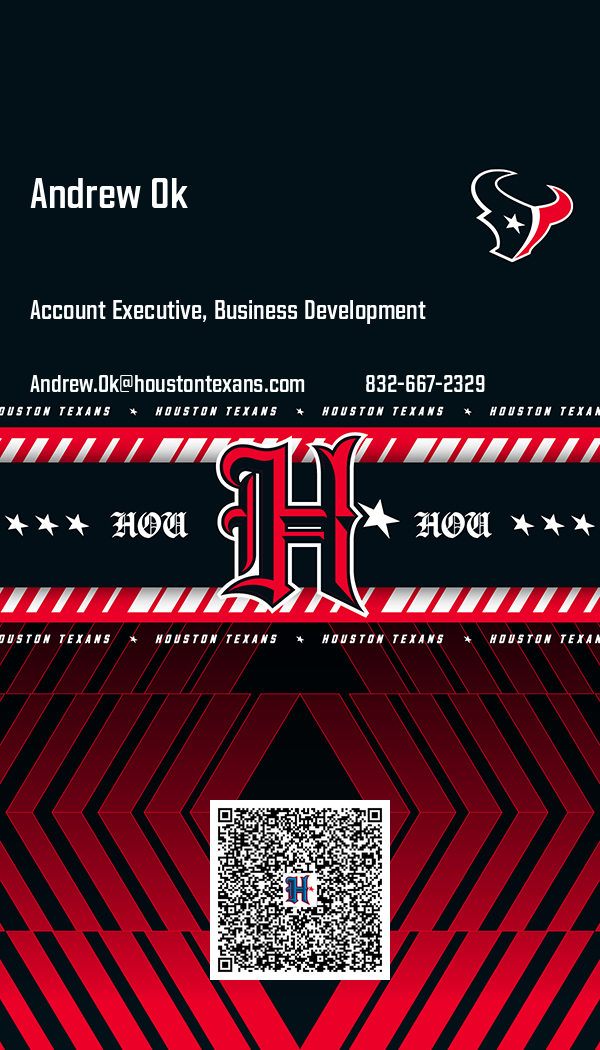 Andrew Ok
Account Executive, Business Development
Andrew.Ok@houstontexans.com 832-667-2329
OUSTON TEXANS ★ HOUSTON TEXANS ★ HOUSTON TEXANS ★ HOUSTON TEXAN
★ ★ ★ HOU H★ HOU ★ ★ ★
OUSTON TEXANS ★ HOUSTON TEXANS ★ HOUSTON TEXANS ★ HOUSTON TEXAN
H